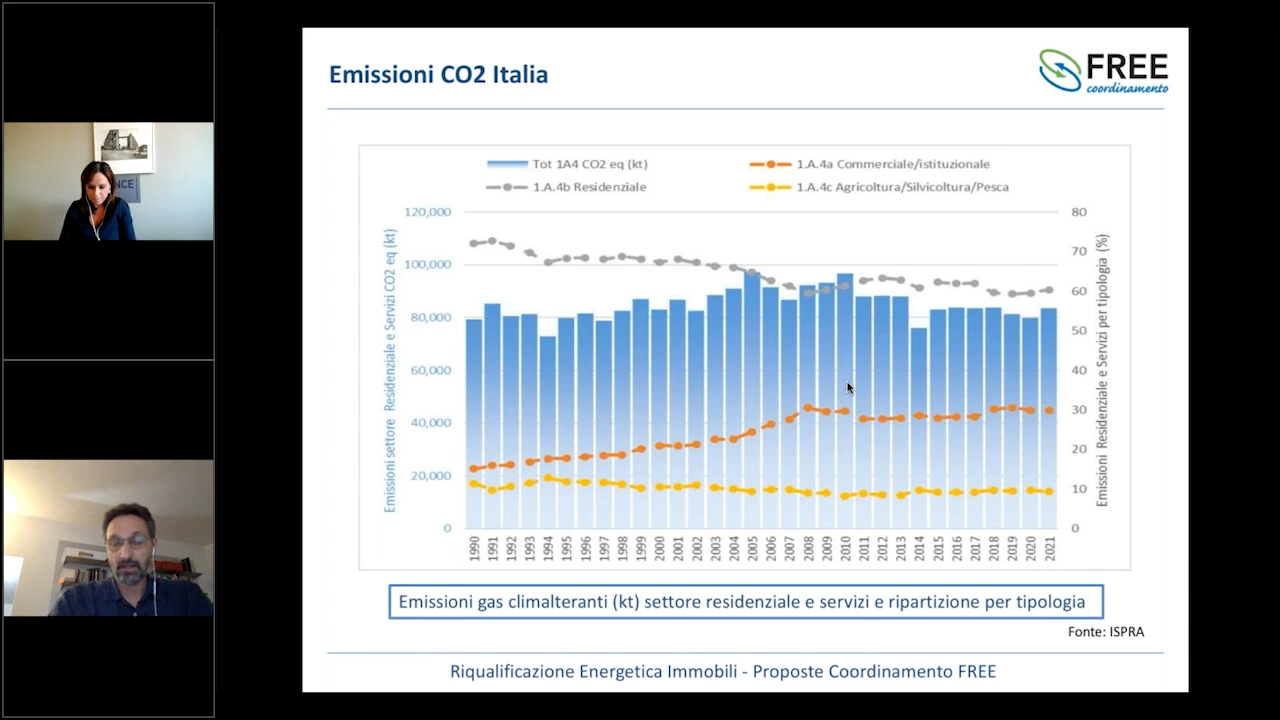 NCE
Emissioni CO2 Italia
FREE
coordinamento
Tot 1A4 CO2 eq (kt)
1.A.4a Commerciale/istituzionale
1.A.4b Residenziale
1.A.4c Agricoltura/Silvicoltura/Pesca
Emissioni settore Residenziale e Servizi CO2 eq (kt)
120,000
100,000
80,000
60,000
40,000
20,000
0
80
70
60
50
40
30
20
10
0
Emissioni Residenziale e Servizi per tipologia (%)
1990 1991 1992 1993 1994 1995 1996 1997 1998 1999 2000 2001 2002 2003 2004 2005 2006 2007 2008 2009 2010 2011 2012 2013 2014 2015 2016 2017 2018 2019 2020 2021
Emissioni gas climalteranti (kt) settore residenziale e servizi e ripartizione per tipologia
Fonte: ISPRA
Riqualificazione Energetica Immobili - Proposte Coordinamento FREE